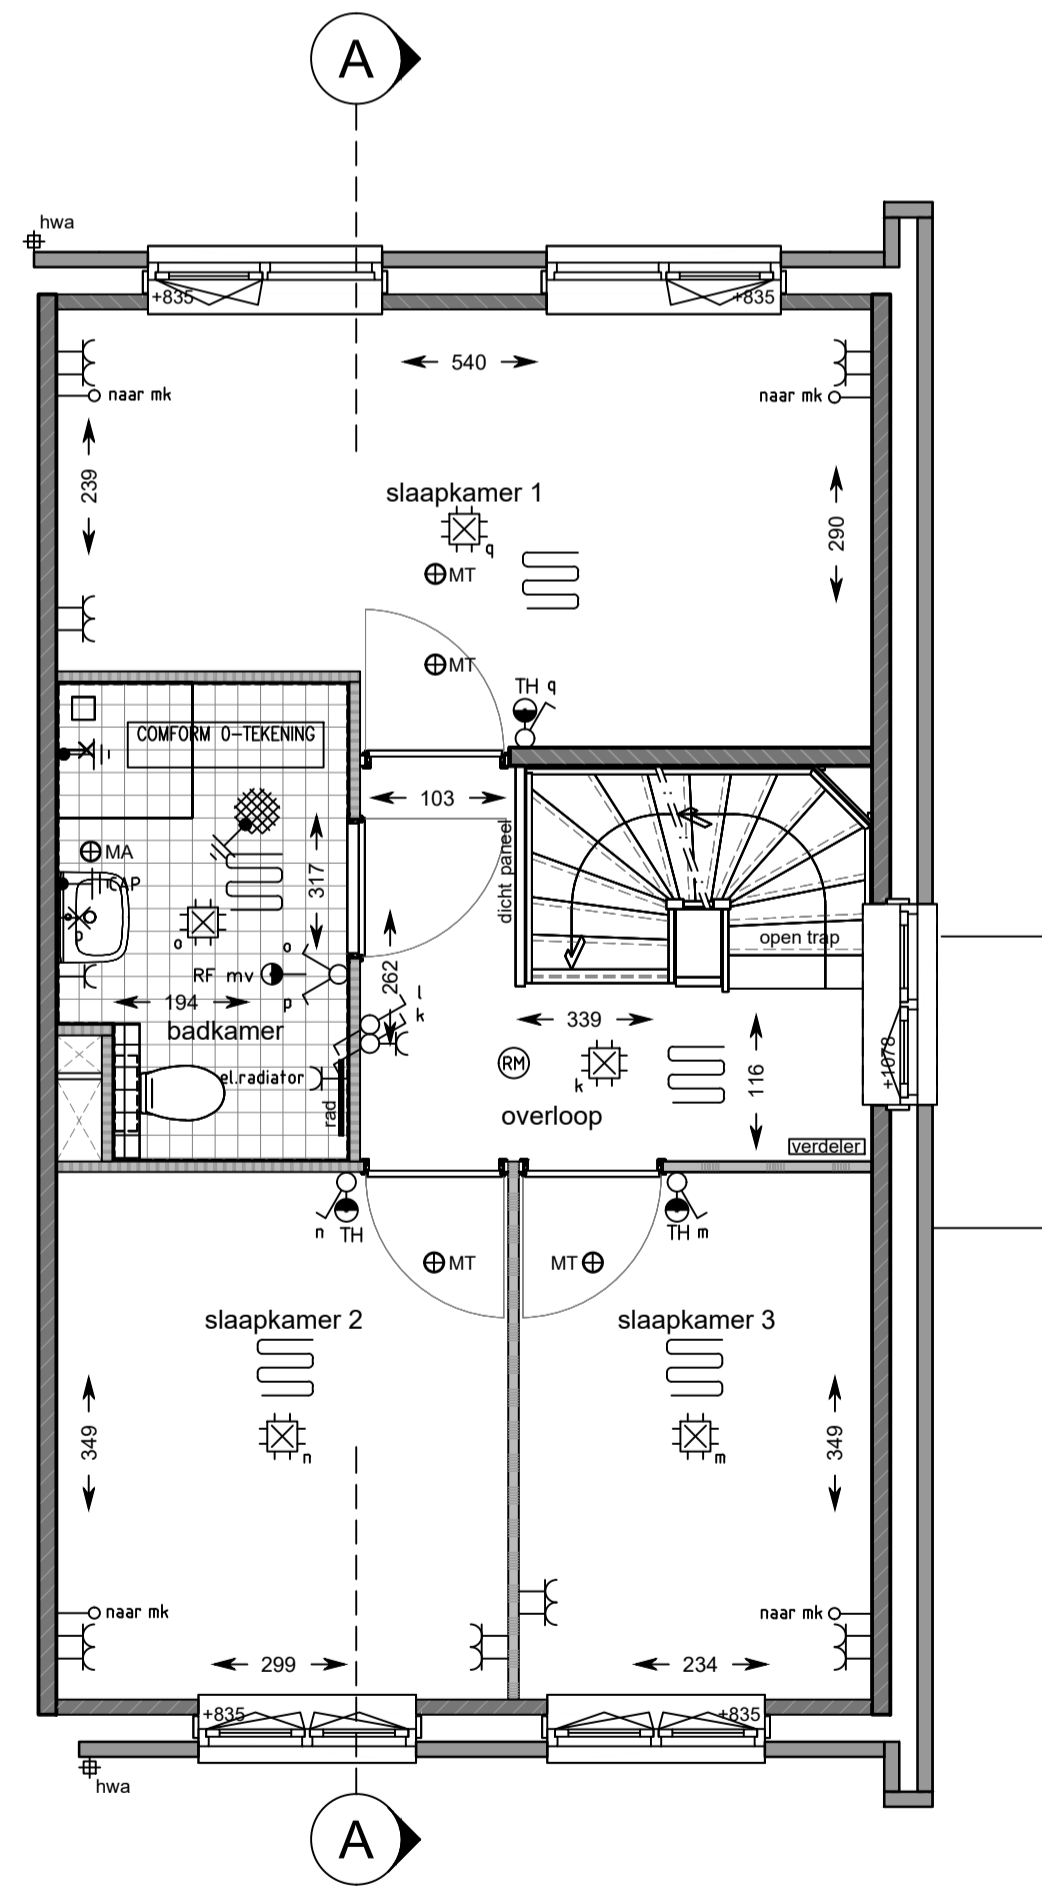 A
hwa
+835
+835
540
naar mk
naar mk
239
slaapkamer 1
290
q
MT
MT
TH q
COMFORM 0-TEKENING
103
dicht paneel
MA
317
CAP
open trap
o
o
RF mv
p
p
262
l
k
194
badkamer
339
RM
k
116
+1078
el.radiator
rad
overloop
verdeler
n TH
TH m
MT
MT
slaapkamer 2
slaapkamer 3
349
n
m
349
naar mk
naar mk
299
234
+835
+835
hwa
A